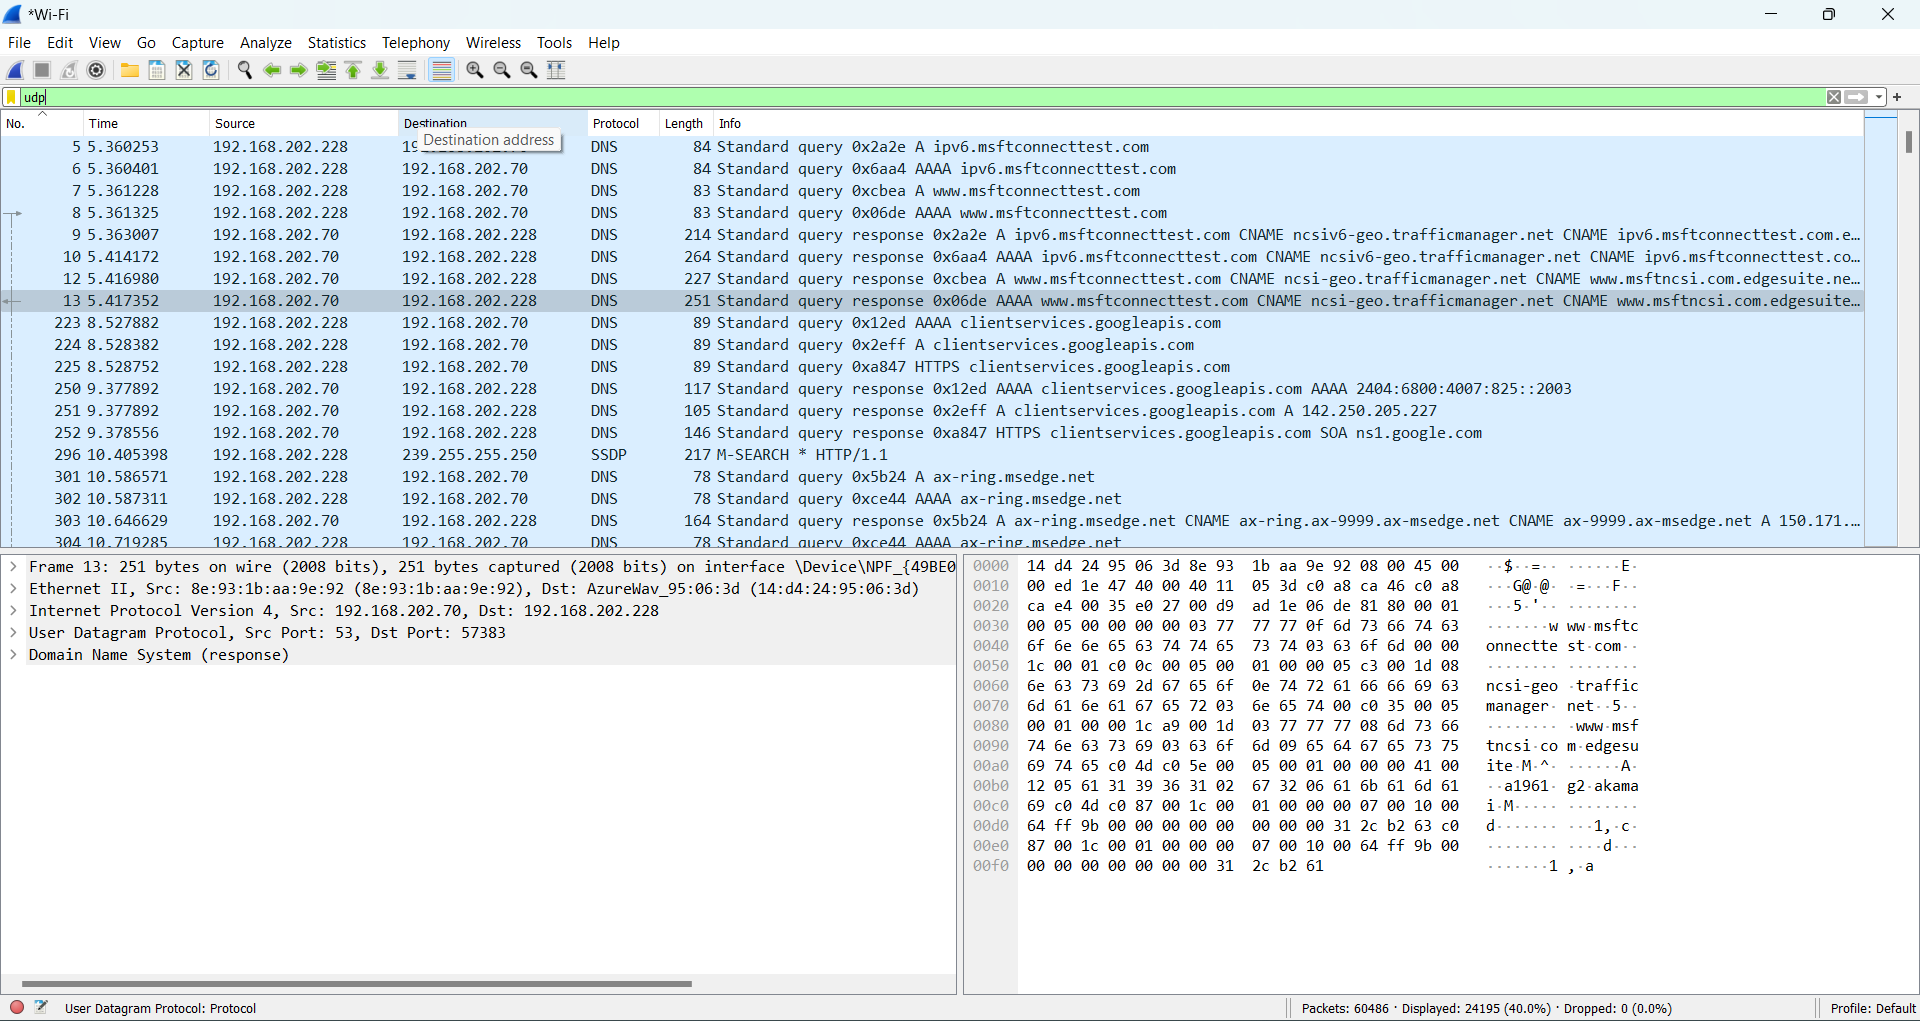 *Wi-Fi
File Edit View Go Capture Analyze Statistics Telephony Wireless Tools Help
udp
No. Time Source Destination Protocol Length Info
Destination address
5 5.360253 192.168.202.228 19 DNS 84 Standard query 0x2a2e A ipv6.msftconnecttest.com
6 5.360401 192.168.202.228 192.168.202.70 DNS 84 Standard query 0x6aa4 AAAA ipv6.msftconnecttest.com
7 5.361228 192.168.202.228 192.168.202.70 DNS 83 Standard query 0xcbea A www.msftconnecttest.com
8 5.361325 192.168.202.228 192.168.202.70 DNS 83 Standard query 0x06de AAAA www.msftconnecttest.com
9 5.363007 192.168.202.70 192.168.202.228 DNS 214 Standard query response 0x2a2e A ipv6.msftconnecttest.com CNAME ncsiv6-geo.trafficmanager.net CNAME ipv6.msftconnecttest.com.e…
10 5.414172 192.168.202.70 192.168.202.228 DNS 264 Standard query response 0x6aa4 AAAA ipv6.msftconnecttest.com CNAME ncsiv6-geo.trafficmanager.net CNAME ipv6.msftconnecttest.co…
12 5.416980 192.168.202.70 192.168.202.228 DNS 227 Standard query response 0xcbea A www.msftconnecttest.com CNAME ncsi-geo.trafficmanager.net CNAME www.msftncsi.com.edgesuite.ne…
13 5.417352 192.168.202.70 192.168.202.228 DNS 251 Standard query response 0x06de AAAA www.msftconnecttest.com CNAME ncsi-geo.trafficmanager.net CNAME www.msftncsi.com.edgesuite…
223 8.527882 192.168.202.228 192.168.202.70 DNS 89 Standard query 0x12ed AAAA clientservices.googleapis.com
224 8.528382 192.168.202.228 192.168.202.70 DNS 89 Standard query 0x2eff A clientservices.googleapis.com
225 8.528752 192.168.202.228 192.168.202.70 DNS 89 Standard query 0xa847 HTTPS clientservices.googleapis.com
250 9.377892 192.168.202.70 192.168.202.228 DNS 117 Standard query response 0x12ed AAAA clientservices.googleapis.com AAAA 2404:6800:4007:825::2003
251 9.377892 192.168.202.70 192.168.202.228 DNS 105 Standard query response 0x2eff A clientservices.googleapis.com A 142.250.205.227
252 9.378556 192.168.202.70 192.168.202.228 DNS 146 Standard query response 0xa847 HTTPS clientservices.googleapis.com SOA ns1.google.com
296 10.405398 192.168.202.228 239.255.255.250 SSDP 217 M-SEARCH * HTTP/1.1
301 10.586571 192.168.202.228 192.168.202.70 DNS 78 Standard query 0x5b24 A ax-ring.msedge.net
302 10.587311 192.168.202.228 192.168.202.70 DNS 78 Standard query 0xce44 AAAA ax-ring.msedge.net
303 10.646629 192.168.202.70 192.168.202.228 DNS 164 Standard query response 0x5b24 A ax-ring.msedge.net CNAME ax-ring.ax-9999.ax-msedge.net CNAME ax-9999.ax-msedge.net A 150.171.…
304 10.719285 192.168.202.228 192.168.202.70 DNS 78 Standard query 0xce44 AAAA ax-ring.msedge.net
Frame 13: 251 bytes on wire (2008 bits), 251 bytes captured (2008 bits) on interface \Device\NPF_{49BE0
Ethernet II, Src: 8e:93:1b:aa:9e:92 (8e:93:1b:aa:9e:92), Dst: AzureWav_95:06:3d (14:d4:24:95:06:3d)
Internet Protocol Version 4, Src: 192.168.202.70, Dst: 192.168.202.228
User Datagram Protocol, Src Port: 53, Dst Port: 57383
Domain Name System (response)
0000 14 d4 24 95 06 3d 8e 93 1b aa 9e 92 08 00 45 00 ··$··=·· ······E·
0010 00 ed 1e 47 40 00 40 11 05 3d c0 a8 ca 46 c0 a8 ···G@·@· ·=···F··
0020 ca e4 00 35 e0 27 00 d9 ad 1e 06 de 81 80 00 01 ···5·'·· ········
0030 00 05 00 00 00 00 03 77 77 77 0f 6d 73 66 74 63 ·······w ww·msftc
0040 6f 6e 6e 65 63 74 74 65 73 74 03 63 6f 6d 00 00 onnectte st·com··
0050 1c 00 01 c0 0c 00 05 00 01 00 00 05 c3 00 1d 08 ········ ········
0060 6e 63 73 69 2d 67 65 6f 0e 74 72 61 66 66 69 63 ncsi-geo ·traffic
0070 6d 61 6e 61 67 65 72 03 6e 65 74 00 c0 35 00 05 manager· net··5··
0080 00 01 00 00 1c a9 00 1d 03 77 77 77 08 6d 73 66 ········ ·www·msf
0090 74 6e 63 73 69 03 63 6f 6d 09 65 64 67 65 73 75 tncsi·co m·edgesu
00a0 69 74 65 c0 4d c0 5e 00 05 00 01 00 00 00 41 00 ite·M·^· ······A·
00b0 12 05 61 31 39 36 31 02 67 32 06 61 6b 61 6d 61 ··a1961· g2·akama
00c0 69 c0 4d c0 87 00 1c 00 01 00 00 00 07 00 10 00 i·M····· ········
00d0 64 ff 9b 00 00 00 00 00 00 00 00 31 2c b2 63 c0 d······· ···1,·c·
00e0 87 00 1c 00 01 00 00 00 07 00 10 00 64 ff 9b 00 ········ ····d···
00f0 00 00 00 00 00 00 00 31 2c b2 61 ·······1 ,·a
User Datagram Protocol: Protocol Packets: 60486 · Displayed: 24195 (40.0%) · Dropped: 0 (0.0%) Profile: Default